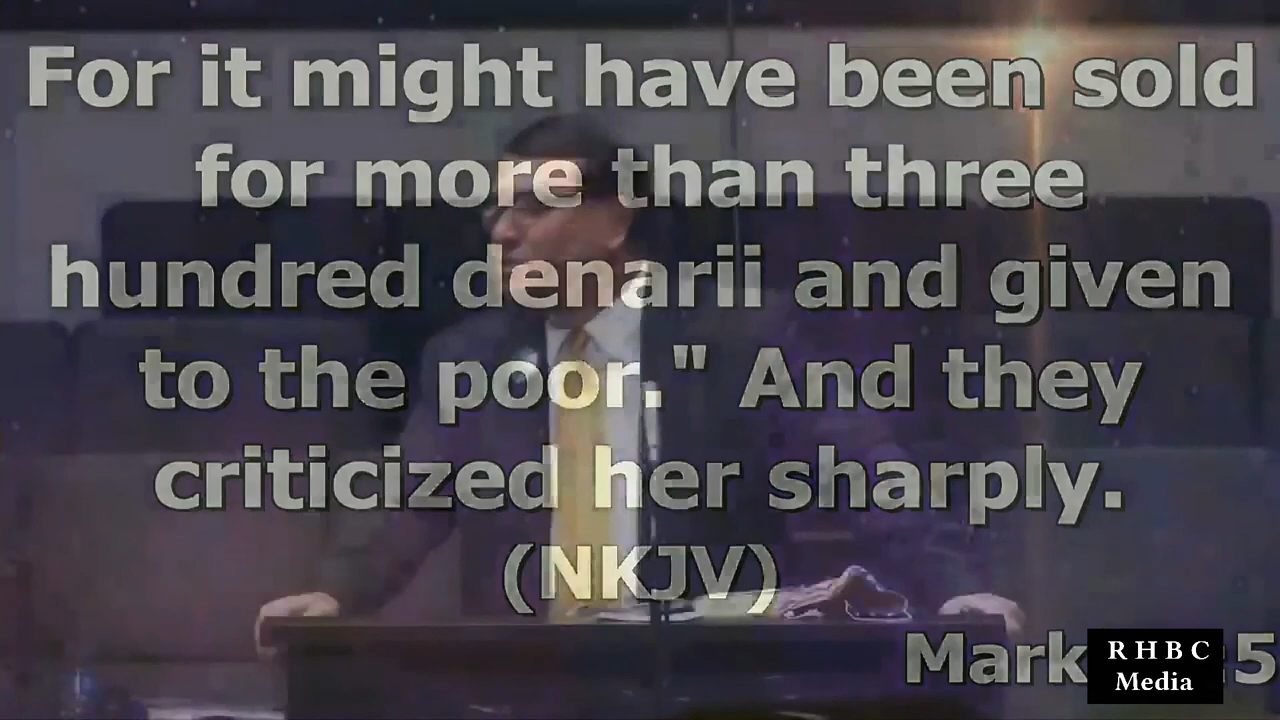 For it might have been sold
for more than three
hundred denarii and given
to the poor." And they
criticized her sharply.
(NKJV)
Mark :5
R H B C
Media